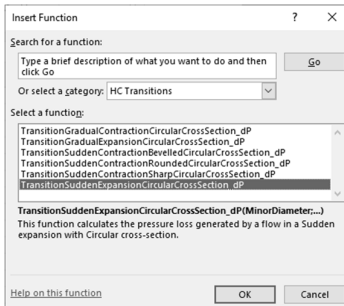 Insert Function
?
×
Search for a function:
Type a brief description of what you want to do and then
click Go
Go
Or select a category: HC Transitions
Select a function:
TransitionGradualContractionCircularCrossSection_dP
TransitionGradualExpansionCircularCrossSection_dP
TransitionSuddenContractionBevelledCircularCrossSection_dP
TransitionSuddenContractionRoundedCircularCrossSection_dP
TransitionSuddenContractionSharpCircularCrossSection_dP
TransitionSuddenExpansionCircularCrossSection_dP
TransitionSuddenExpansionCircularCrossSection_dP(MinorDiameter;...)
This function calculates the pressure loss generated by a flow in a Sudden
expansion with Circular cross-section.
Help on this function
OK
Cancel